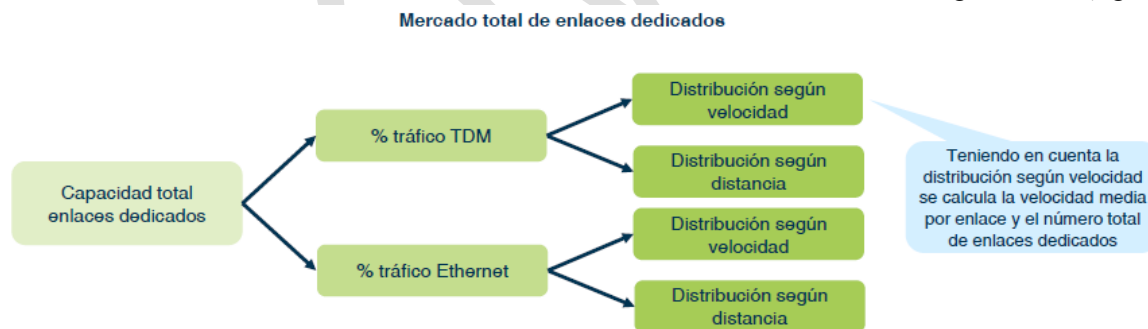 Mercado total de enlaces dedicados
Capacidad total
enlaces dedicados
% tráfico TDM
% tráfico Ethernet
Distribución según
velocidad
Distribución según
distancia
Distribución según
velocidad
Distribución según
distancia
Teniendo en cuenta la
distribución según velocidad
se calcula la velocidad media
por enlace y el número total
de enlaces dedicados